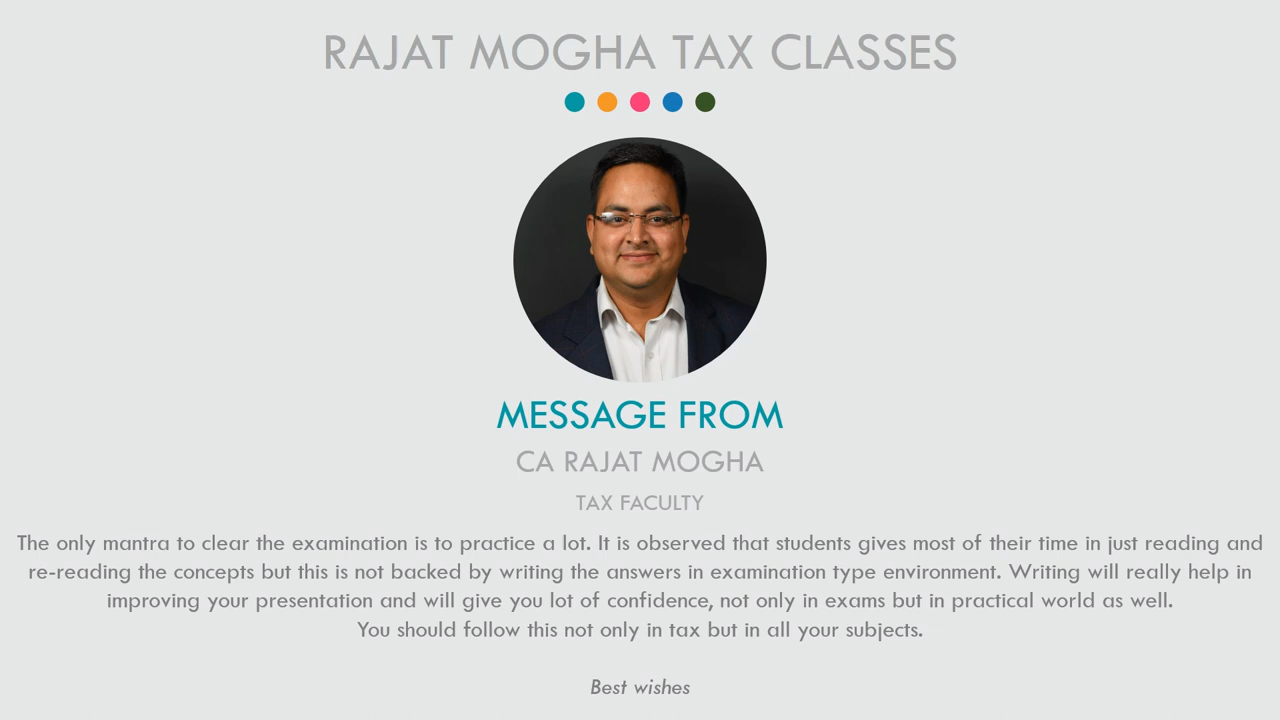 RAJAT MOGHA TAX CLASSES
MESSAGE FROM
CA RAJAT MOGHA
TAX FACULTY
The only mantra to clear the examination is to practice a lot. It is observed that students gives most of their time in just reading and
re-reading the concepts but this is not backed by writing the answers in examination type environment. Writing will really help in
improving your presentation and will give you lot of confidence, not only in exams but in practical world as well.
You should follow this not only in tax but in all your subjects.
Best wishes